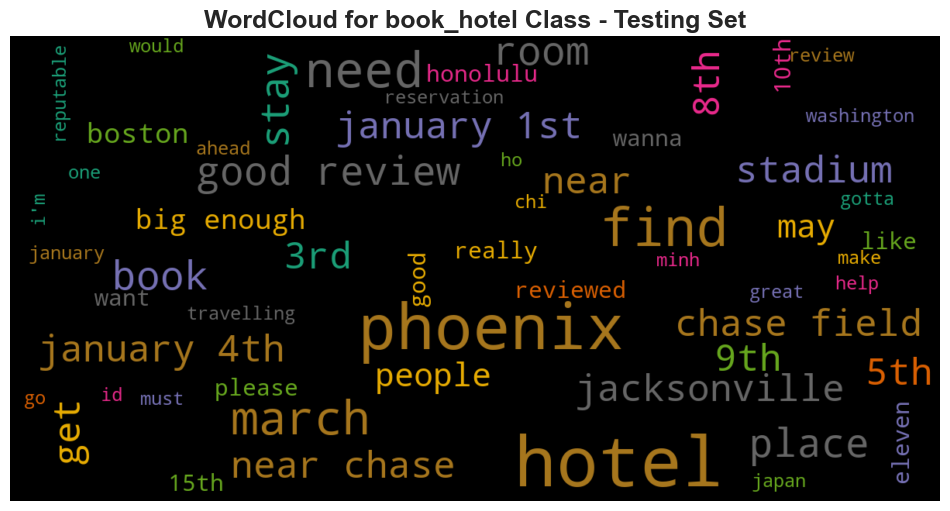 WordCloud for book_hotel Class - Testing Set
would
need
room
reputable
stay
honolulu
8th
10th
review
reservation
boston
january 1st
washington
wanna
ahead
good review
one
ho
near
stadium
i'm
chi
gotta
big enough
find
may
january
3rd
really
like
book
good
minh
make
want
reviewed
great
help
travelling
phoenix
chase field
january 4th
people
9th
5th
go
id
must
please
jacksonville
get
march
eleven
near chase
hotel
place
15th
japan